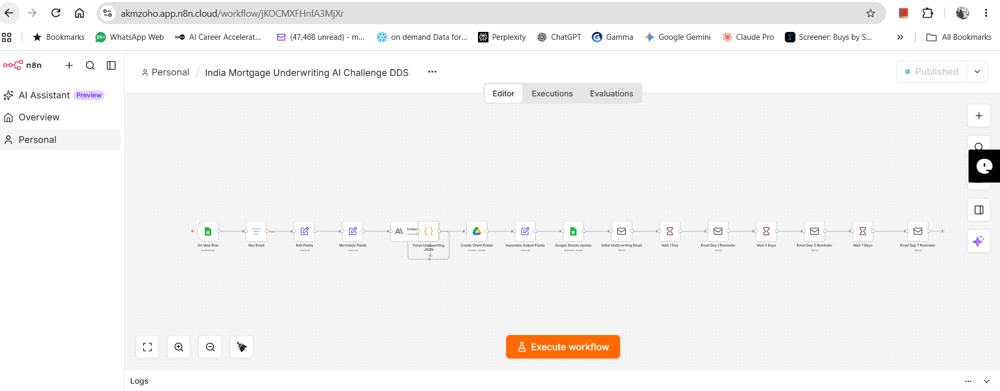 akmzoho.app.n8n.cloud/workflow/jKOCMXFHnfA3MjXr
Bookmarks
99+ WhatsApp Web
AI Career Accelerat...
(47,468 unread) - m...
on demand Data for...
Perplexity
ChatGPT
Gamma
Google Gemini
Claude Pro
Screener: Buys by S...
All Bookmarks
n8n
AI Assistant Preview
Overview
Personal
Personal / India Mortgage Underwriting AI Challenge DDS
Published
Editor
Executions
Evaluations
On New Row
rowAdded
Has Email
Edit Fields
manual
Normalize Fields
manual
Parse Underwriting
JSON
Create Client Folder
create: folder
Assemble Output Fields
manual
Google Sheets Update
append: sheet
Initial Underwriting Email
Send
Wait 1 Day
Email Day 1 Reminder
Send
Wait 3 Days
Email Day 3 Reminder
Send
Wait 7 Days
Email Day 7 Reminder
Send
Execute workflow
Logs